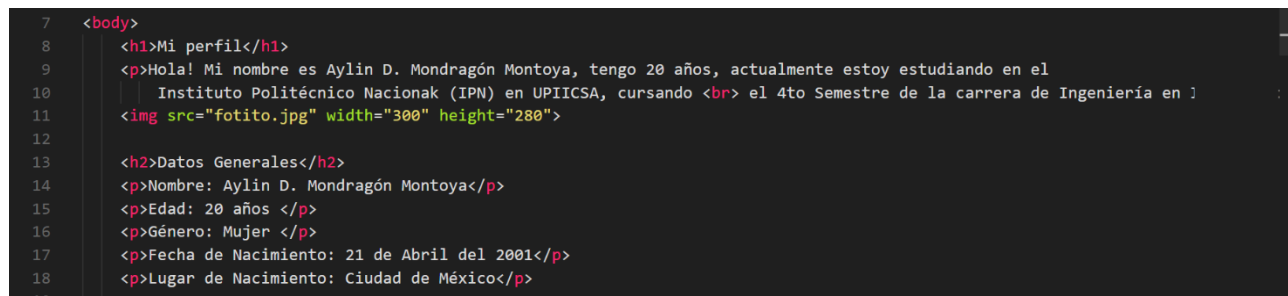 7 <body>
8 <h1>Mi perfil</h1>
9 <p>Hola! Mi nombre es Aylin D. Mondragón Montoya, tengo 20 años, actualmente estoy estudiando en el
10 Instituto Politécnico Nacionak (IPN) en UPIICSA, cursando <br> el 4to Semestre de la carrera de Ingeniería en
11 <img src="fotito.jpg" width="300" height="280">
12
13 <h2>Datos Generales</h2>
14 <p>Nombre: Aylin D. Mondragón Montoya</p>
15 <p>Edad: 20 años </p>
16 <p>Género: Mujer </p>
17 <p>Fecha de Nacimiento: 21 de Abril del 2001</p>
18 <p>Lugar de Nacimiento: Ciudad de México</p>